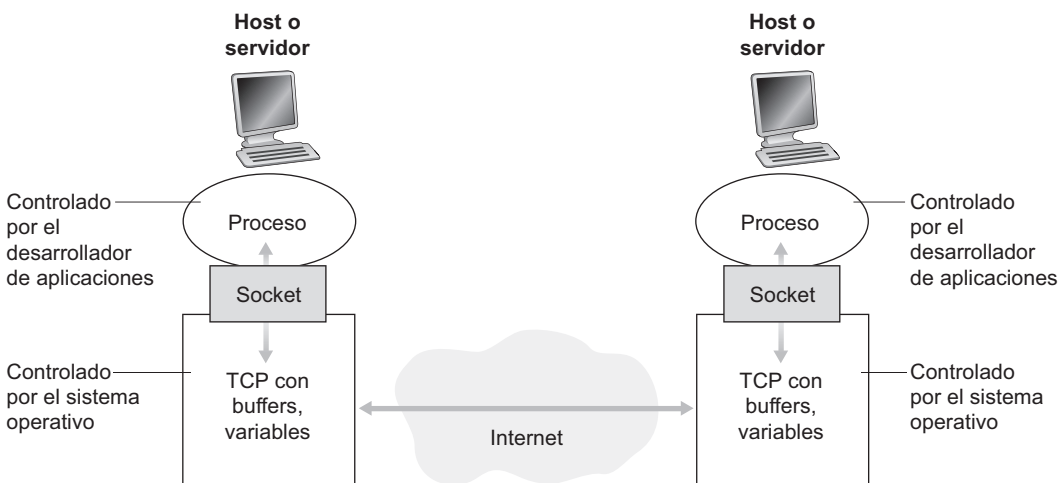 Host o
servidor
Host o
servidor
Controlado
por el
desarrollador
de aplicaciones
Proceso
Proceso
Controlado
por el
desarrollador
de aplicaciones
Socket
Socket
Controlado
por el sistema
operativo
TCP con
buffers,
variables
Internet
TCP con
buffers,
variables
Controlado
por el sistema
operativo